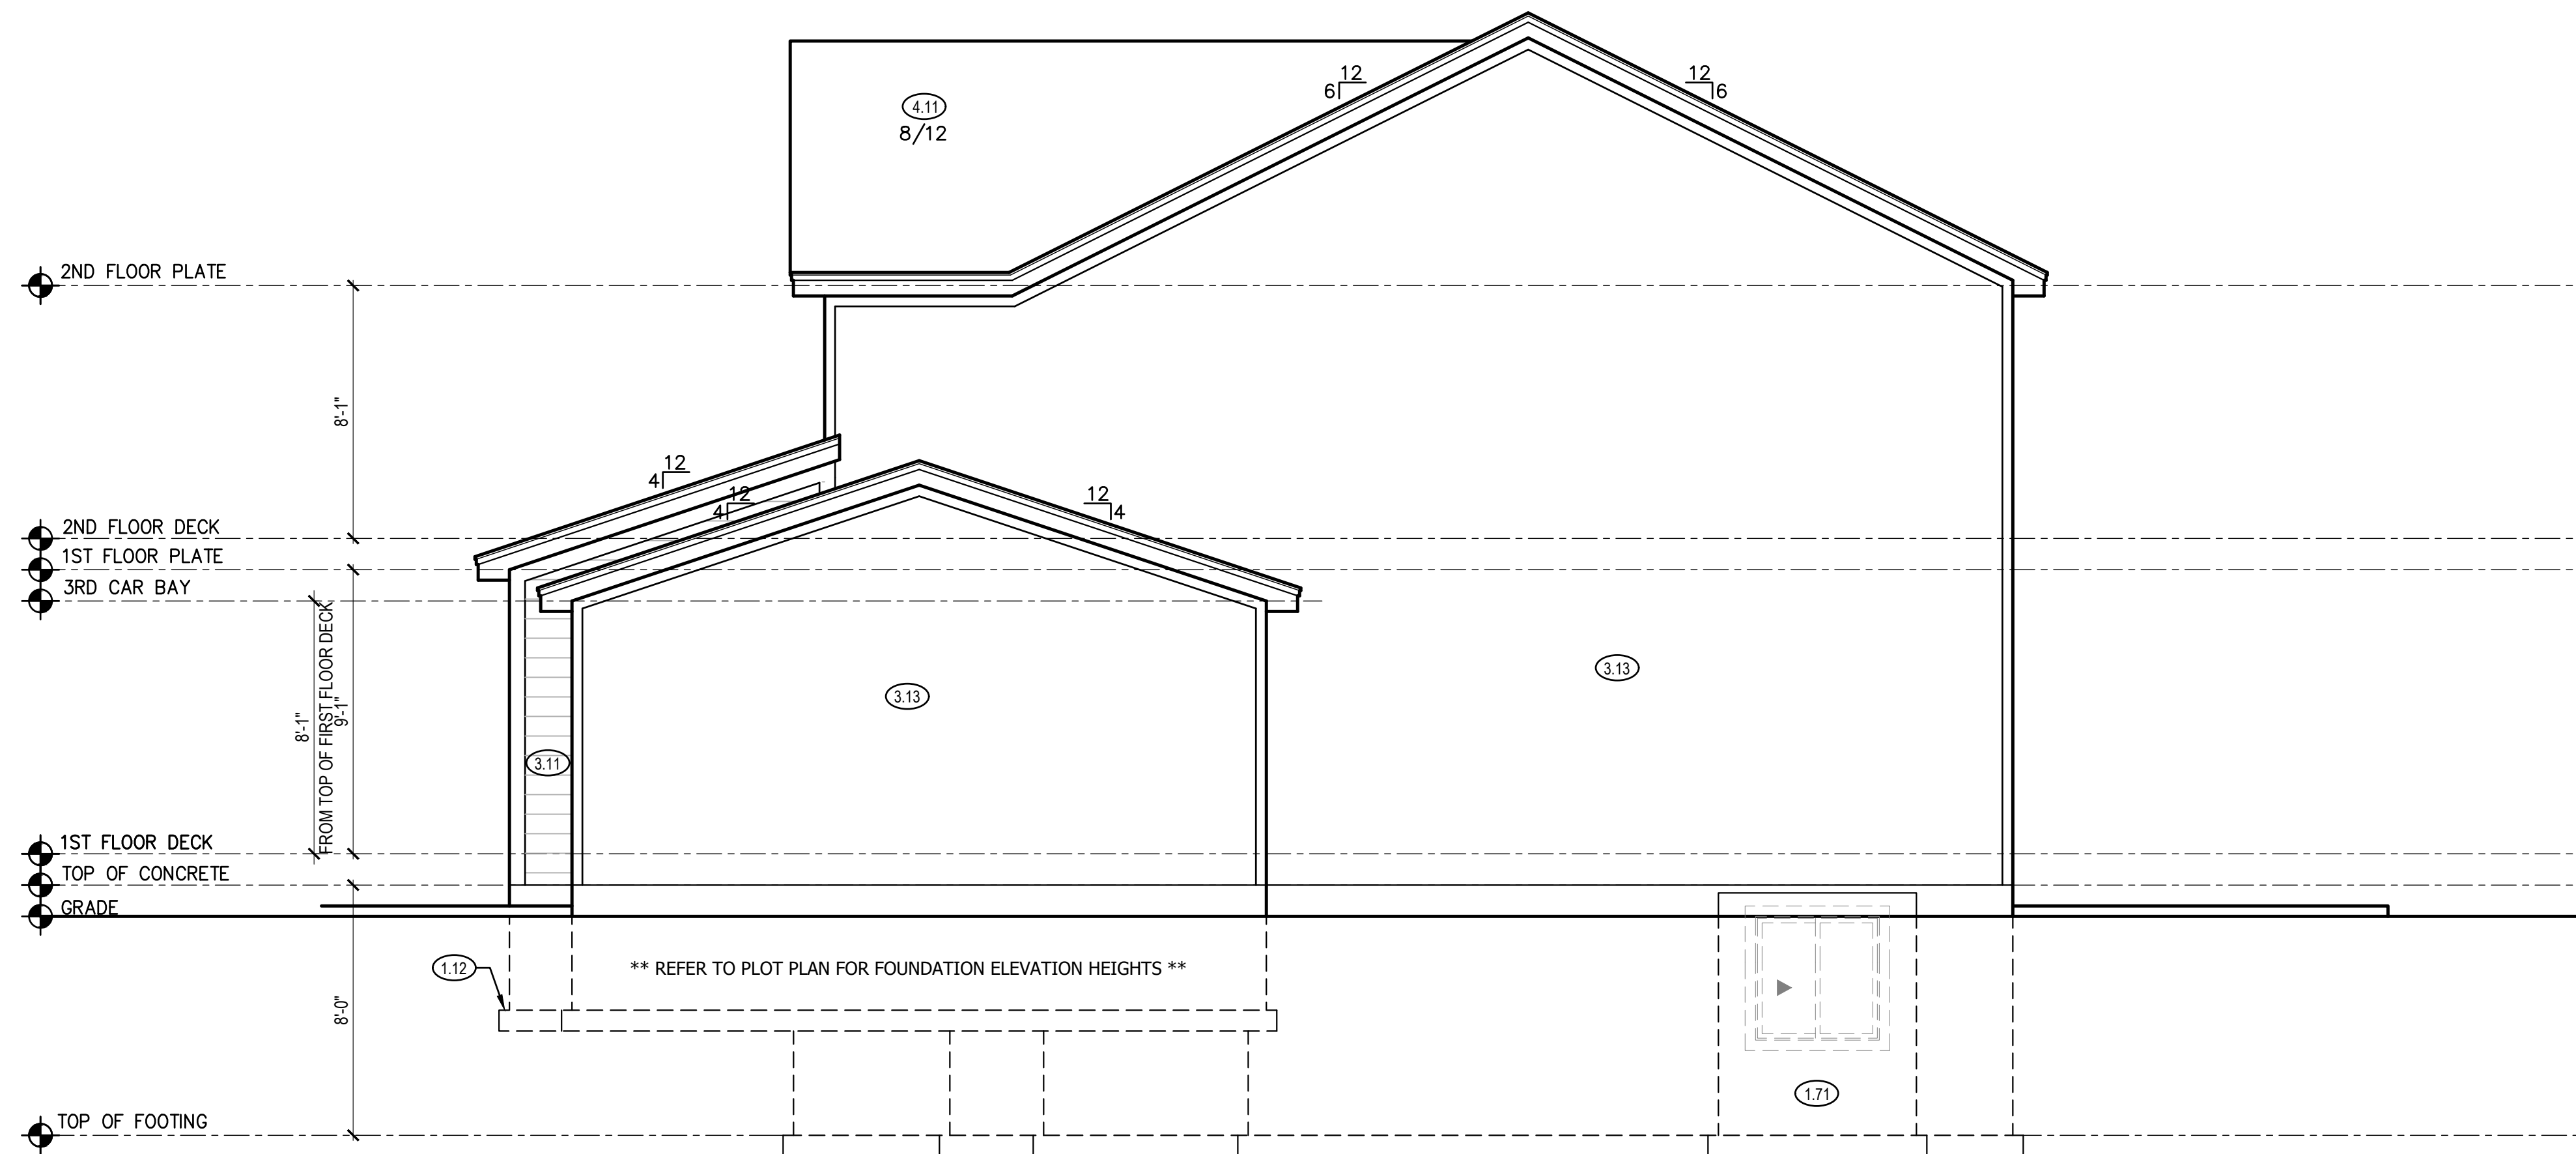 12
6
12
6
4.11
8/12
2ND FLOOR PLATE
8'-1"
12
4
12
4
12
4
2ND FLOOR DECK
1ST FLOOR PLATE
3RD CAR BAY
8'-1"
FROM TOP OF FIRST FLOOR DECK
9'-1"
3.13
3.13
3.11
1ST FLOOR DECK
TOP OF CONCRETE
GRADE
1.12
** REFER TO PLOT PLAN FOR FOUNDATION ELEVATION HEIGHTS **
8'-0"
1.71
TOP OF FOOTING